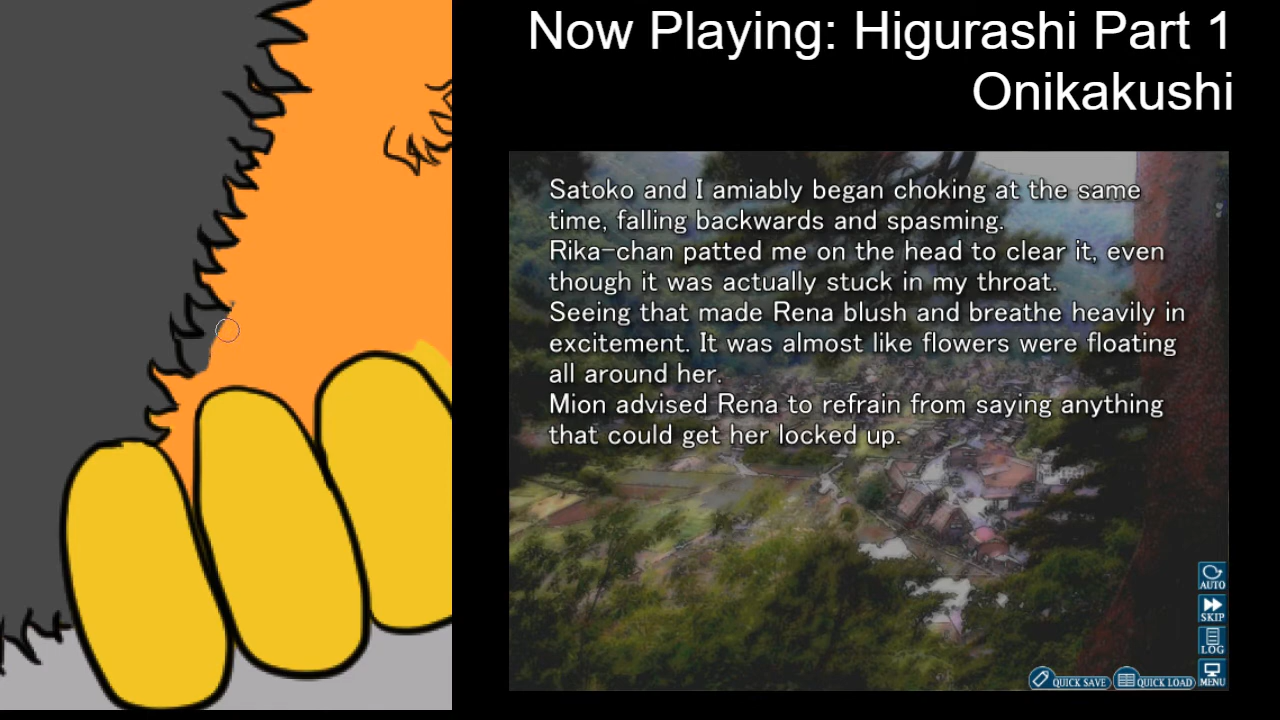 Now Playing: Higurashi Part 1
Onikakushi
Satoko and I amiably began choking at the same
time, falling backwards and spasming.
Rika-chan patted me on the head to clear it, even
though it was actually stuck in my throat.
Seeing that made Rena blush and breathe heavily in
excitement. It was almost like flowers were floating
all around her.
Mion advised Rena to refrain from saying anything
that could get her locked up.
AUTO
SKIP
LOG
MENU
QUICK SAVE
QUICK LOAD